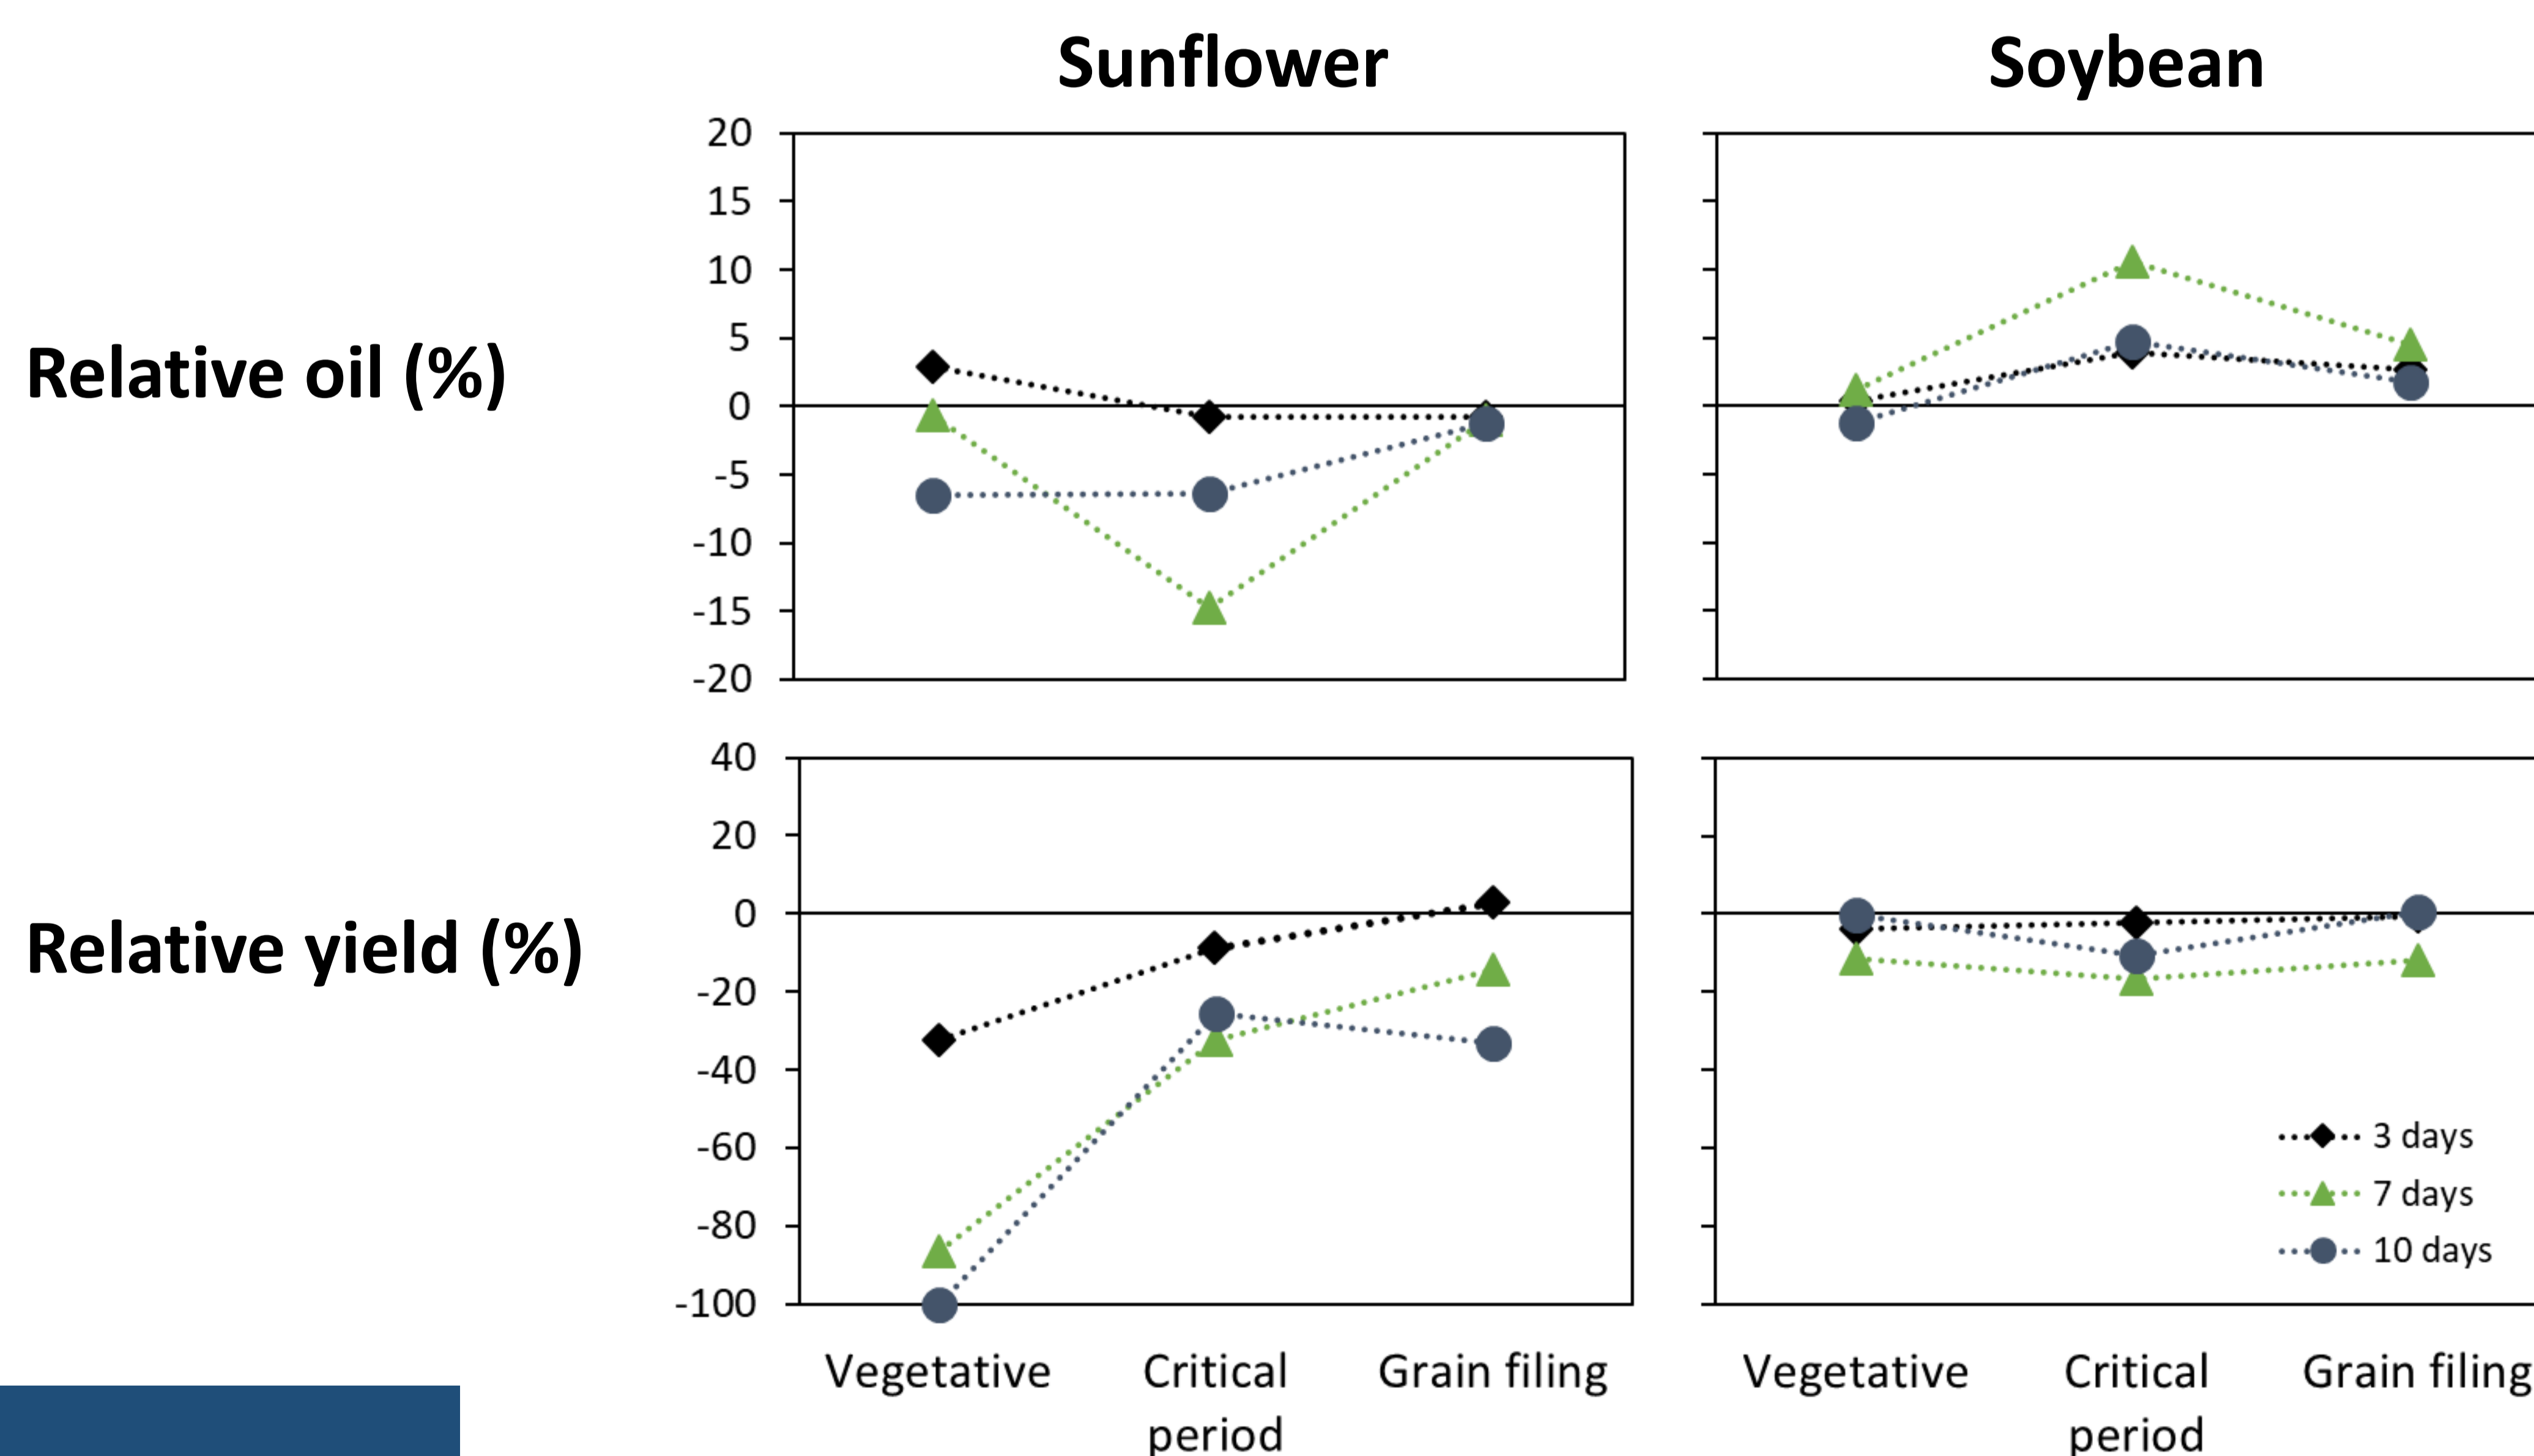 Sunflower
Soybean
20
15
10
5
0
-5
-10
-15
-20
Relative oil (%)
40
20
0
-20
-40
-60
-80
-100
Relative yield (%)
3 days
7 days
10 days
Vegetative
Critical
period
Grain filing
Vegetative
Critical
period
Grain filing